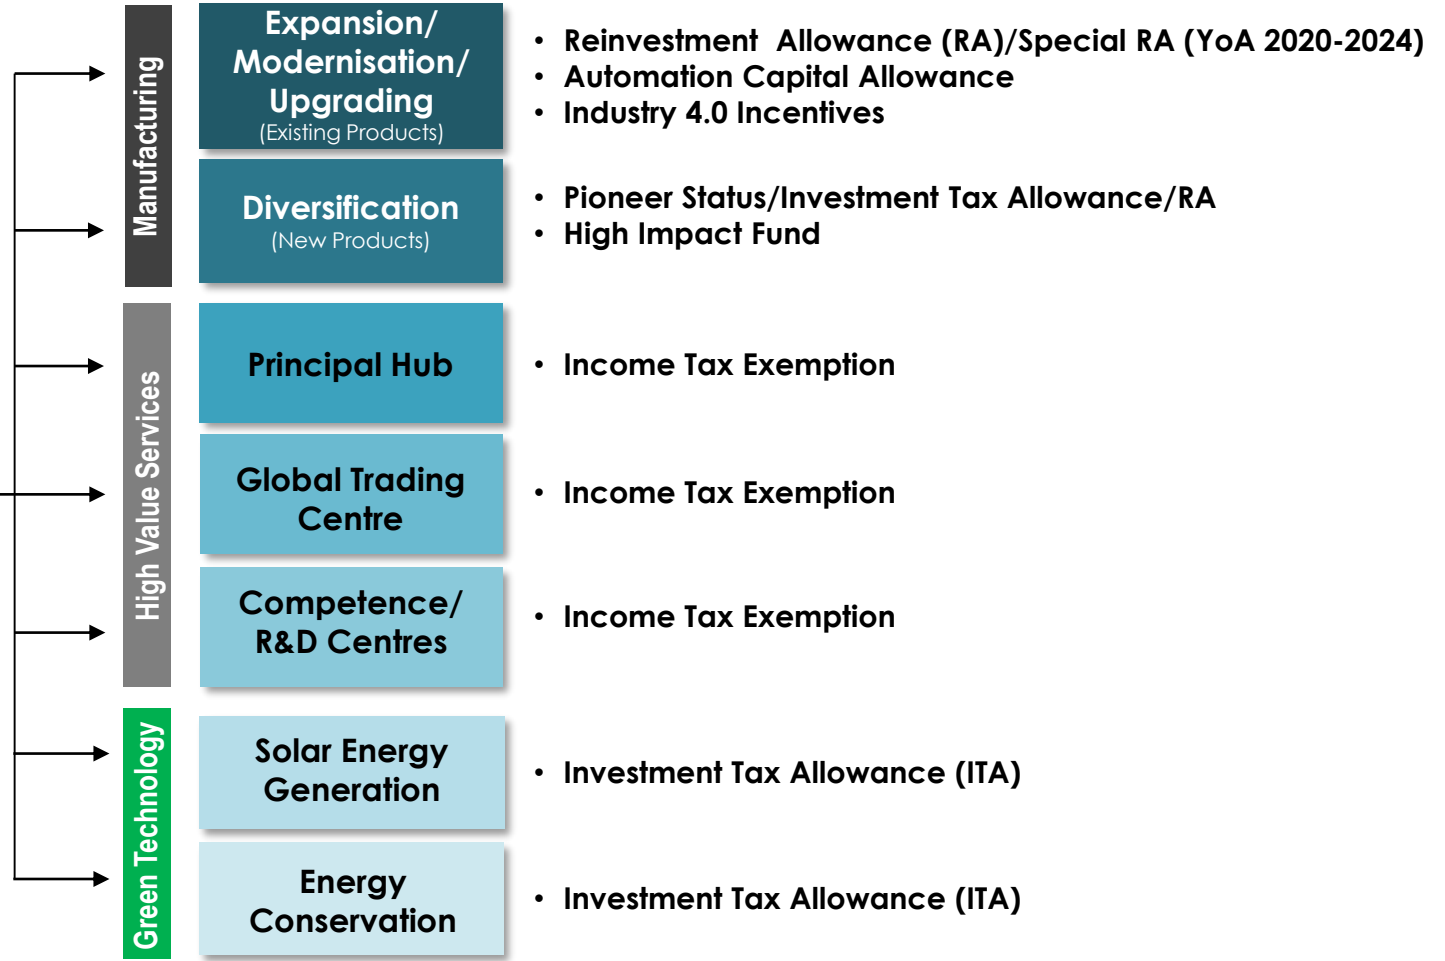 Manufacturing
Expansion/
Modernisation/
Upgrading
(Existing Products)
• Reinvestment Allowance (RA)/Special RA (YoA 2020-2024)
• Automation Capital Allowance
• Industry 4.0 Incentives
Diversification
(New Products)
• Pioneer Status/Investment Tax Allowance/RA
• High Impact Fund
High Value Services
Principal Hub
• Income Tax Exemption
Global Trading
Centre
• Income Tax Exemption
Competence/
R&D Centres
• Income Tax Exemption
Green Technology
Solar Energy
Generation
• Investment Tax Allowance (ITA)
Energy
Conservation
• Investment Tax Allowance (ITA)